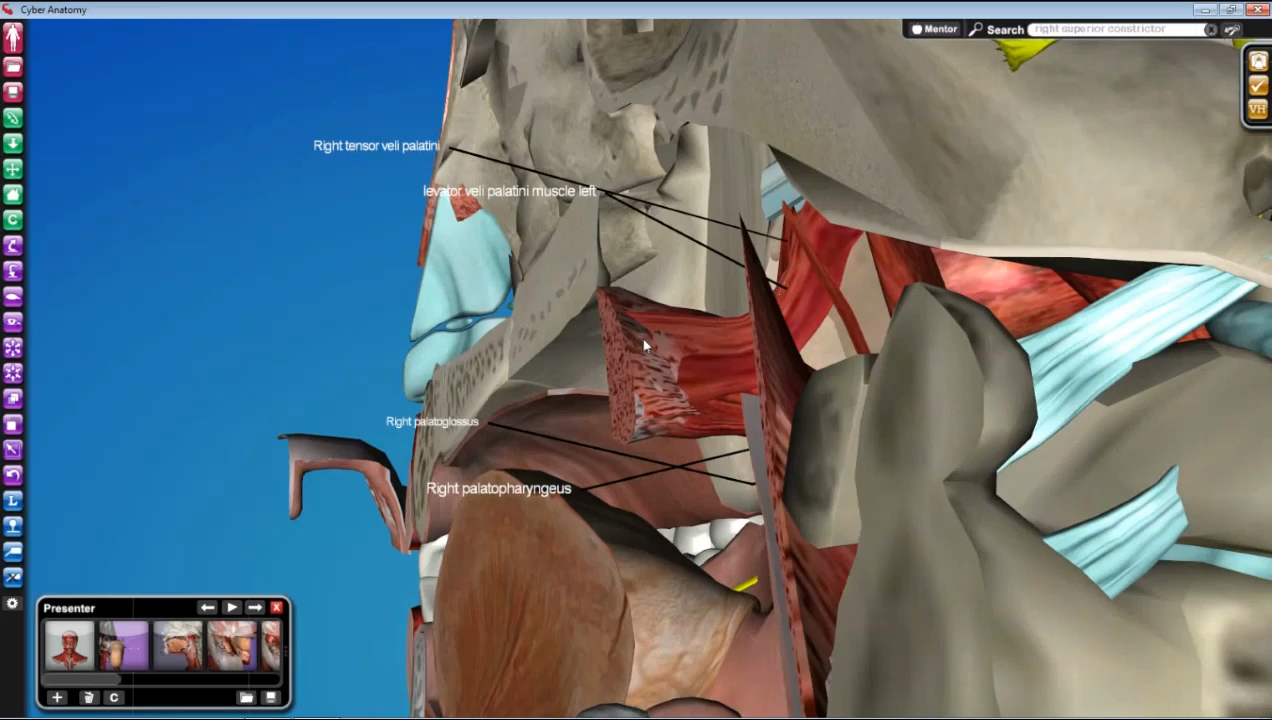 Cyber Anatomy
Mentor
Search
right superior constrictor
VH
Right tensor veli palatini
levator veli palatini muscle left
Right palatoglossus
Right palatopharyngeus
C
L
Presenter
X
C